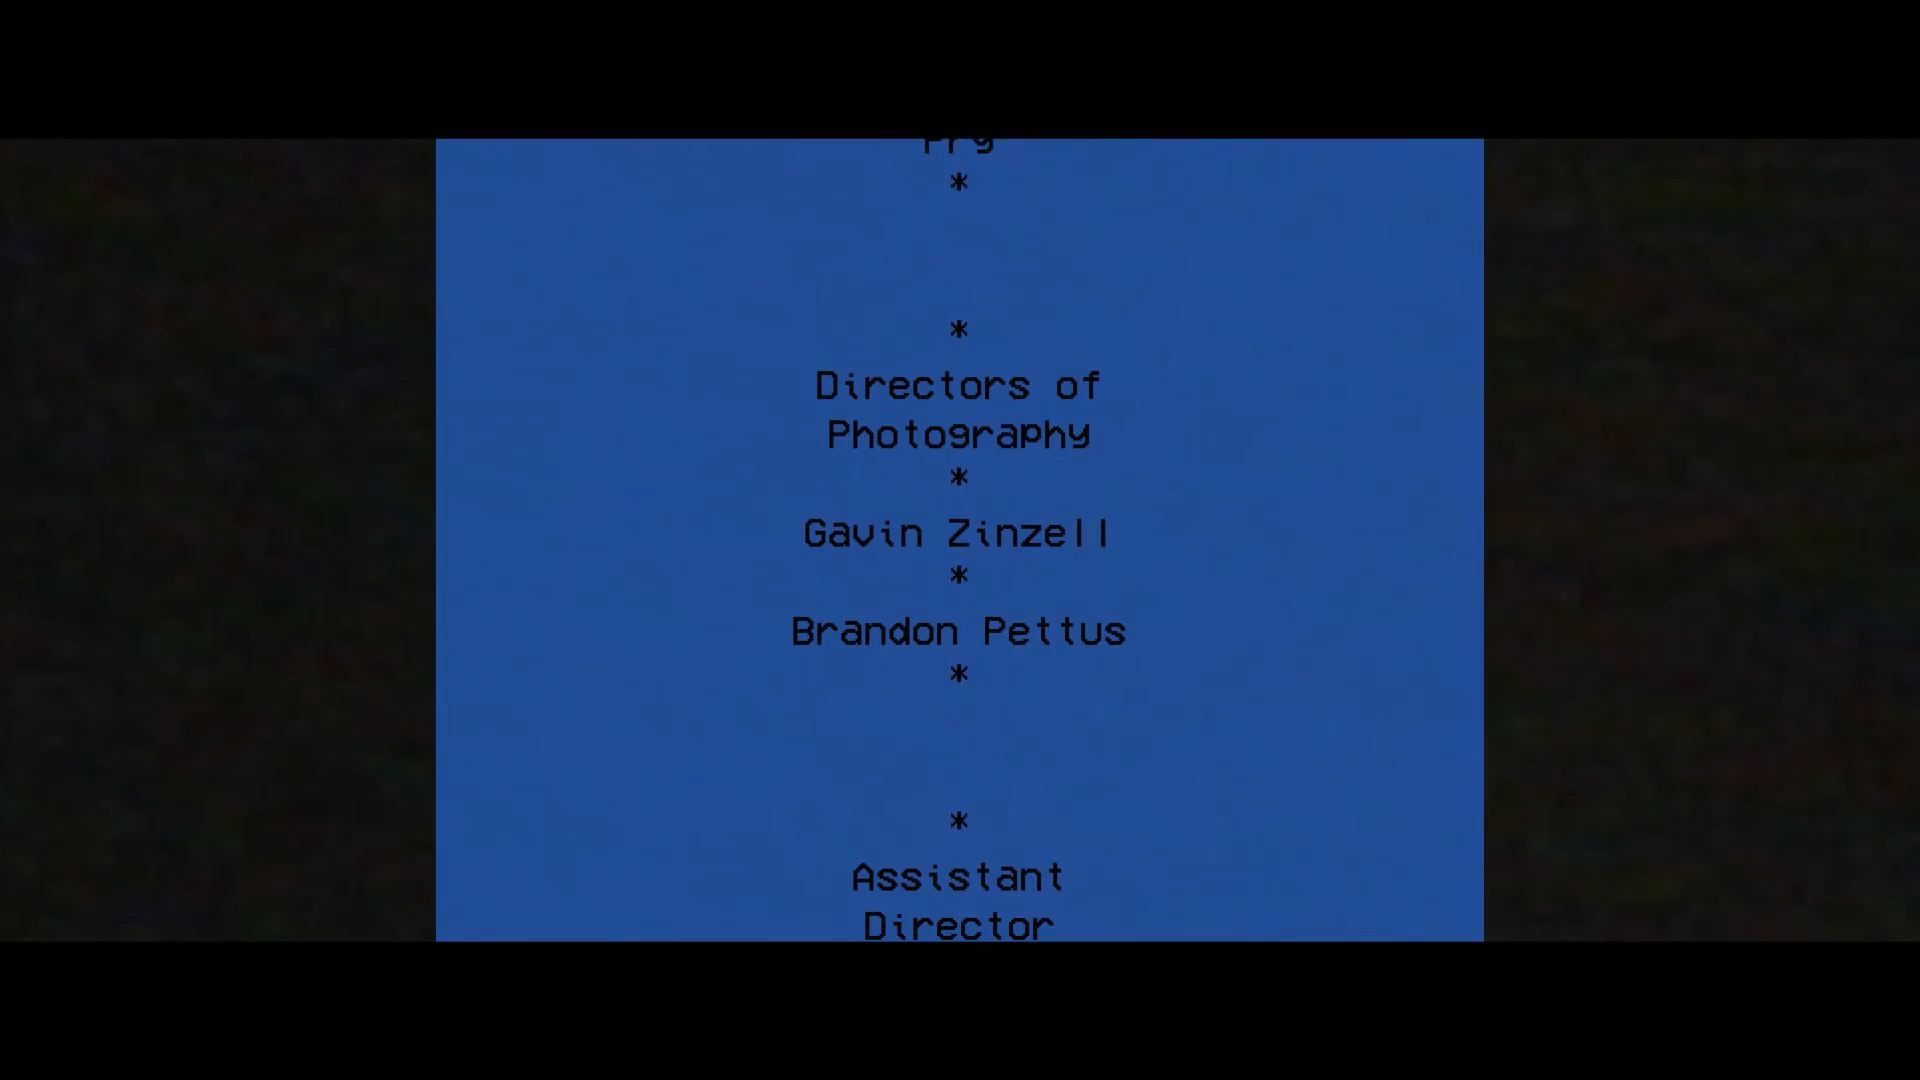 *
*
Directors of
Photography
*
Gavin Zinzell
*
Brandon Pettus
*
*
Assistant
Director